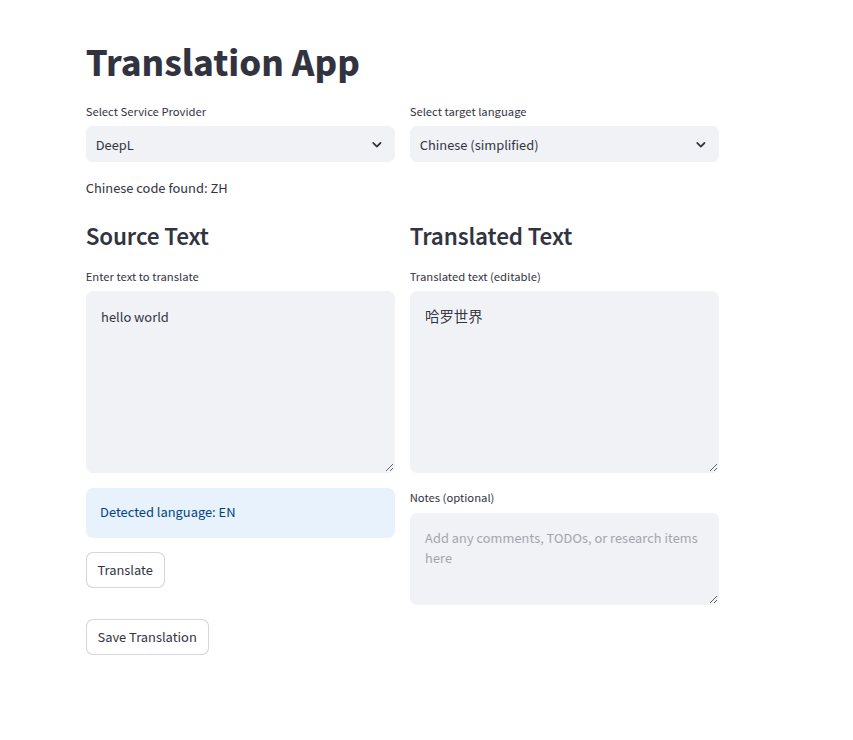 Translation App
Select Service Provider
DeepL
Select target language
Chinese (simplified)
Chinese code found: ZH
Source Text
Enter text to translate
hello world
Detected language: EN
Translate
Translated Text
Translated text (editable)
哈罗世界
Notes (optional)
Add any comments, TODOs, or research items
here
Save Translation